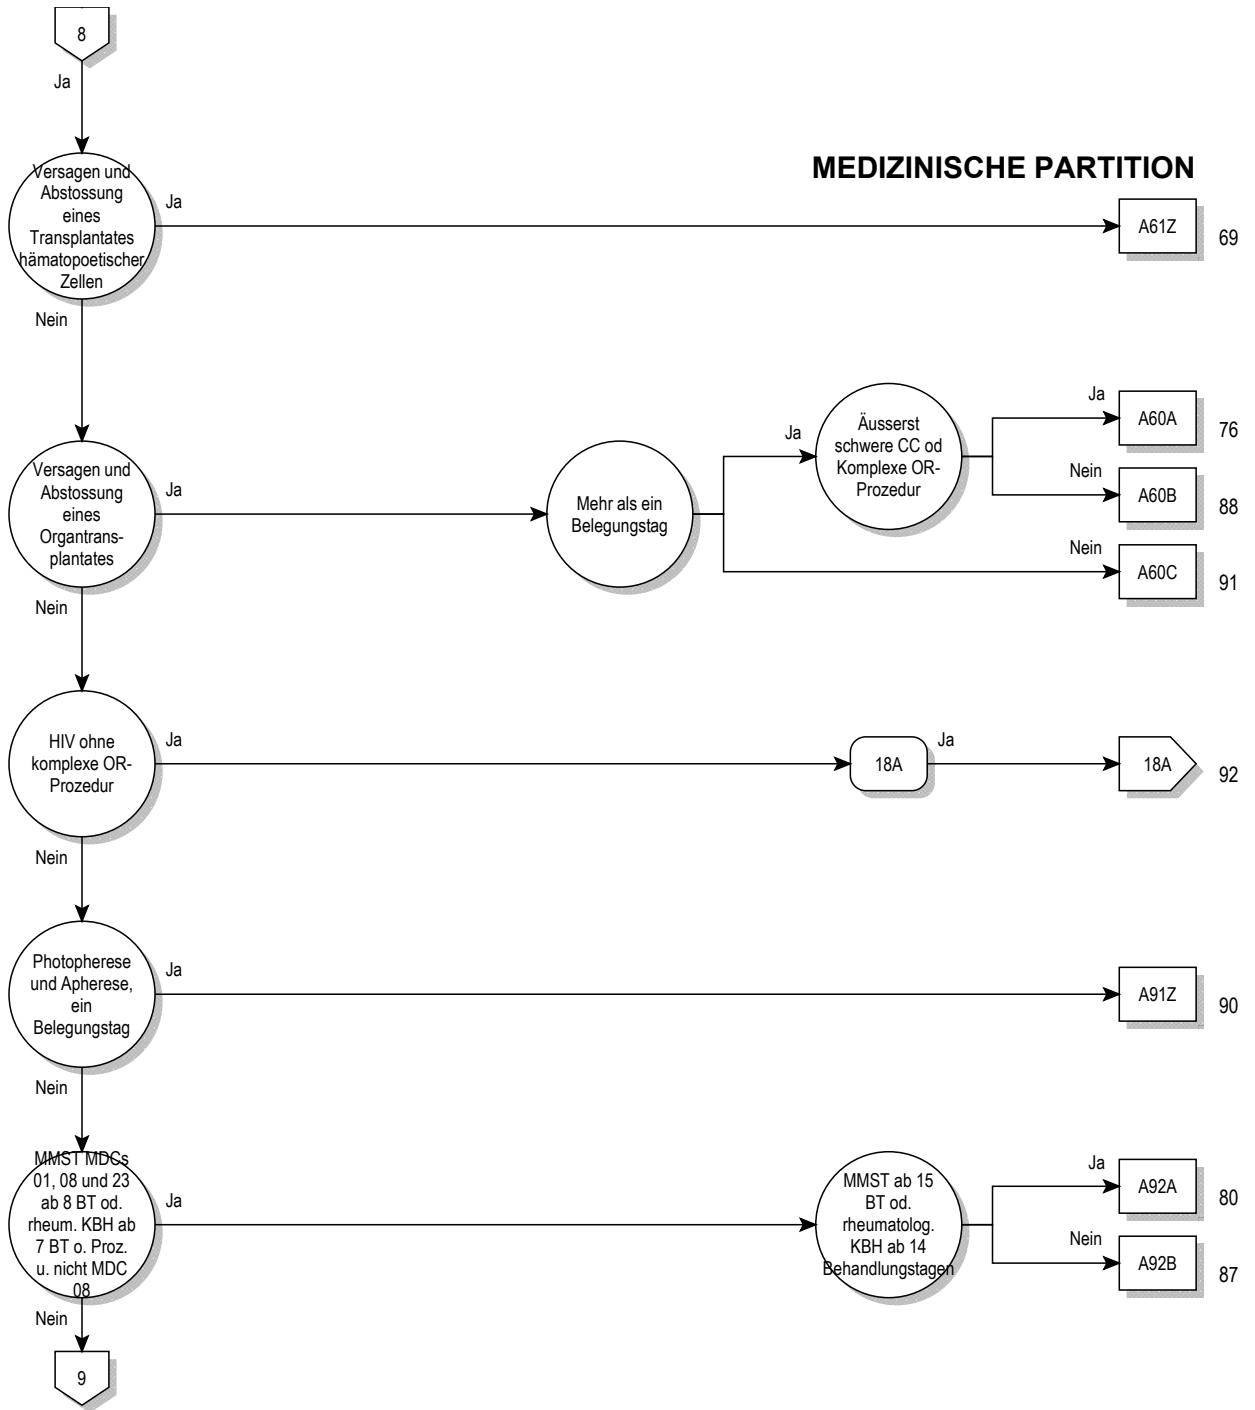 8
Ja
MEDIZINISCHE PARTITION
Versagen und
Abstossung
eines
Transplantates
hämatopoetischer
Zellen
Ja
A61Z
69
Nein
Versagen und
Abstossung
eines
Organtrans-
plantates
Ja
Mehr als ein
Belegungstag
Ja
Äusserst
schwere CC od
Komplexe OR-
Prozedur
Ja
A60A
76
Nein
A60B
88
Nein
A60C
91
Nein
HIV ohne
komplexe OR-
Prozedur
Ja
18A
Ja
18A
92
Nein
Photopherese
und Apherese,
ein
Belegungstag
Ja
A91Z
90
Nein
MMST MDCs
01, 08 und 23
ab 8 BT od.
rheum. KBH ab
7 BT o. Proz.
u. nicht MDC
08
Ja
MMST ab 15
BT od.
rheumatolog.
KBH ab 14
Behandlungstagen
Ja
A92A
80
Nein
A92B
87
Nein
9